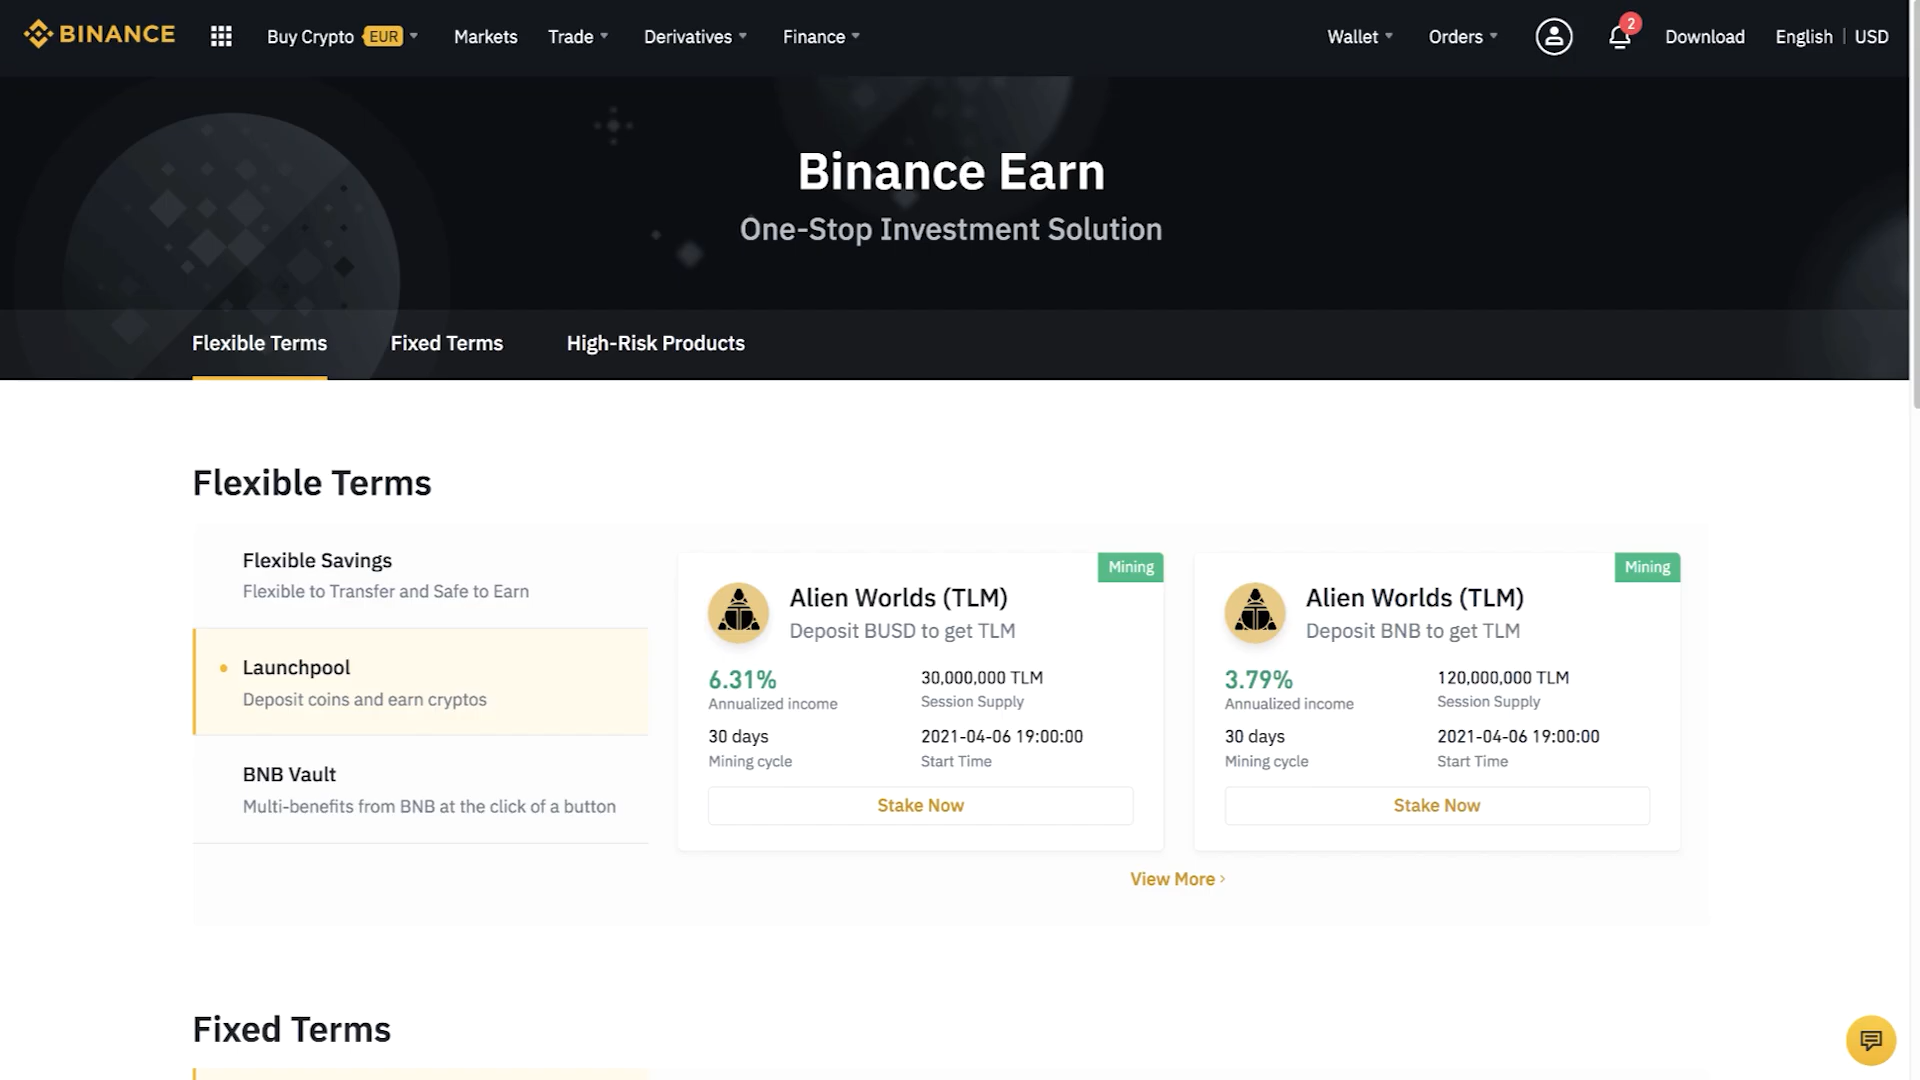 BINANCE
Buy Crypto EUR Markets Trade Derivatives Finance Wallet Orders 2 Download English | USD
Binance Earn
One-Stop Investment Solution
Flexible Terms Fixed Terms High-Risk Products
Flexible Terms
Flexible Savings
Flexible to Transfer and Safe to Earn
Launchpool
Deposit coins and earn cryptos
BNB Vault
Multi-benefits from BNB at the click of a button
Mining
Alien Worlds (TLM)
Deposit BUSD to get TLM
6.31% 30,000,000 TLM
Annualized income Session Supply
30 days 2021-04-06 19:00:00
Mining cycle Start Time
Stake Now
Mining
Alien Worlds (TLM)
Deposit BNB to get TLM
3.79% 120,000,000 TLM
Annualized income Session Supply
30 days 2021-04-06 19:00:00
Mining cycle Start Time
Stake Now
View More ›
Fixed Terms